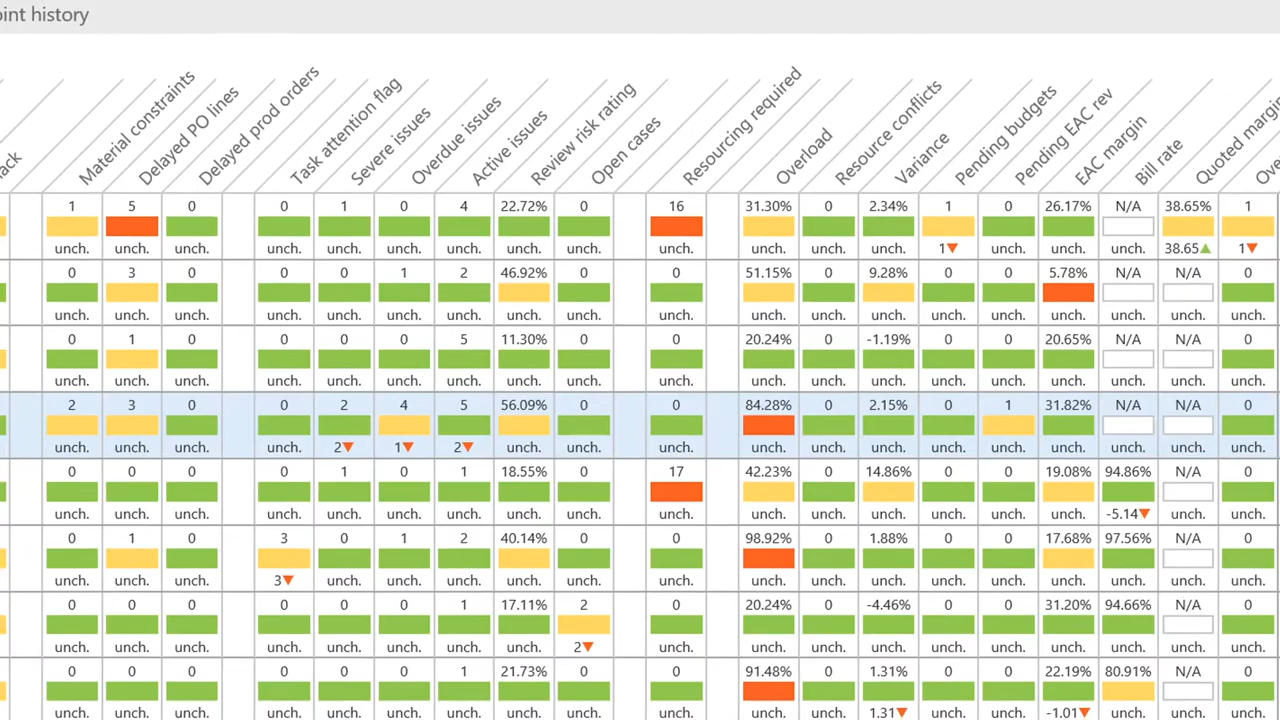 oint history
ack Material constraints Delayed PO lines Delayed prod orders Task attention flag Severe issues Overdue issues Active issues Review risk rating Open cases Resourcing required Overload Resource conflicts Variance Pending budgets Pending EAC rev EAC margin Bill rate Quoted margin Ove
1 5 0 0 1 0 4 22.72% 0 16 31.30% 0 2.34% 1 0 26.17% N/A 38.65% 1
unch. unch. unch. unch. unch. unch. unch. unch. unch. unch. unch. unch. unch. 1▼ unch. unch. unch. 38.65▲ 1▼
0 3 0 0 0 1 2 46.92% 0 0 51.15% 0 9.28% 0 0 5.78% N/A N/A 0
unch. unch. unch. unch. unch. unch. unch. unch. unch. unch. unch. unch. unch. unch. unch. unch. unch. unch. unch.
0 1 0 0 0 0 5 11.30% 0 0 20.24% 0 -1.19% 0 0 20.65% N/A N/A 0
unch. unch. unch. unch. unch. unch. unch. unch. unch. unch. unch. unch. unch. unch. unch. unch. unch. unch. unch.
2 3 0 0 2 4 5 56.09% 0 0 84.28% 0 2.15% 0 1 31.82% N/A N/A 0
unch. unch. unch. unch. 2▼ 1▼ 2▼ unch. unch. unch. unch. unch. unch. unch. unch. unch. unch. unch. unch.
0 0 0 0 1 0 1 18.55% 0 17 42.23% 0 14.86% 0 0 19.08% 94.86% N/A 0
unch. unch. unch. unch. unch. unch. unch. unch. unch. unch. unch. unch. unch. unch. unch. unch. -5.14▼ unch. unch.
0 1 0 3 0 1 2 40.14% 0 0 98.92% 0 1.88% 0 0 17.68% 97.56% N/A 0
unch. unch. unch. 3▼ unch. unch. unch. unch. unch. unch. unch. unch. unch. unch. unch. unch. unch. unch. unch.
0 0 0 0 0 0 1 17.11% 2 0 20.24% 0 -4.46% 0 0 31.20% 94.66% N/A 0
unch. unch. unch. unch. unch. unch. unch. unch. 2▼ unch. unch. unch. unch. unch. unch. unch. unch. unch. unch.
0 0 0 0 0 0 1 21.73% 0 0 91.48% 0 1.31% 0 0 22.19% 80.91% N/A 0
unch. unch. unch. unch. unch. unch. unch. unch. unch. unch. unch. unch. 1.31▼ unch. unch. -1.01▼ unch. unch. unch.